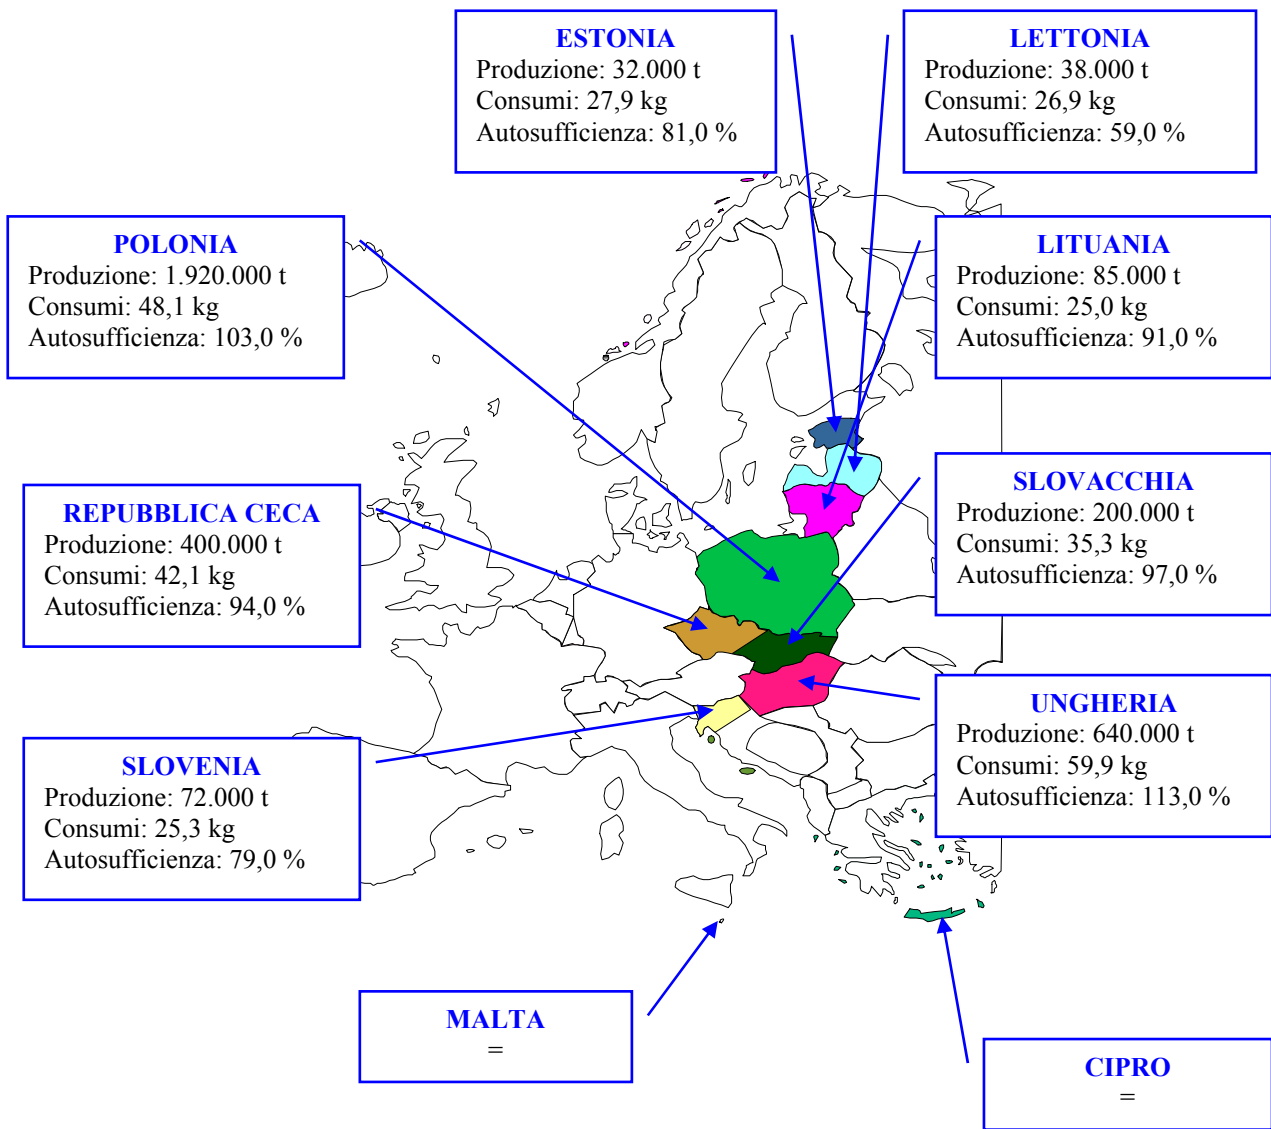 ESTONIA
Produzione: 32.000 t
Consumi: 27,9 kg
Autosufficienza: 81,0 %
LETTONIA
Produzione: 38.000 t
Consumi: 26,9 kg
Autosufficienza: 59,0 %
POLONIA
Produzione: 1.920.000 t
Consumi: 48,1 kg
Autosufficienza: 103,0 %
LITUANIA
Produzione: 85.000 t
Consumi: 25,0 kg
Autosufficienza: 91,0 %
REPUBBLICA CECA
Produzione: 400.000 t
Consumi: 42,1 kg
Autosufficienza: 94,0 %
SLOVACCHIA
Produzione: 200.000 t
Consumi: 35,3 kg
Autosufficienza: 97,0 %
SLOVENIA
Produzione: 72.000 t
Consumi: 25,3 kg
Autosufficienza: 79,0 %
UNGHERIA
Produzione: 640.000 t
Consumi: 59,9 kg
Autosufficienza: 113,0 %
MALTA
=
CIPRO
=